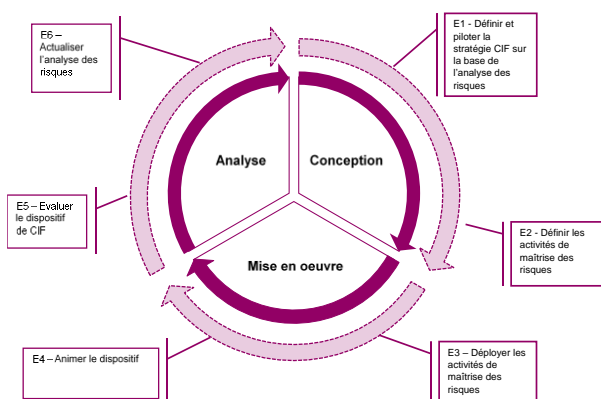 E6 –
Actualiser
l'analyse des
risques
E1 - Définir et
piloter la
stratégie CIF sur
la base de
l'analyse des
risques
Analyse
Conception
E5 – Evaluer
le dispositif
de CIF
E2 - Définir les
activités de
maîtrise des
risques
Mise en oeuvre
E4 – Animer le dispositif
E3 – Déployer les
activités de
maîtrise des
risques